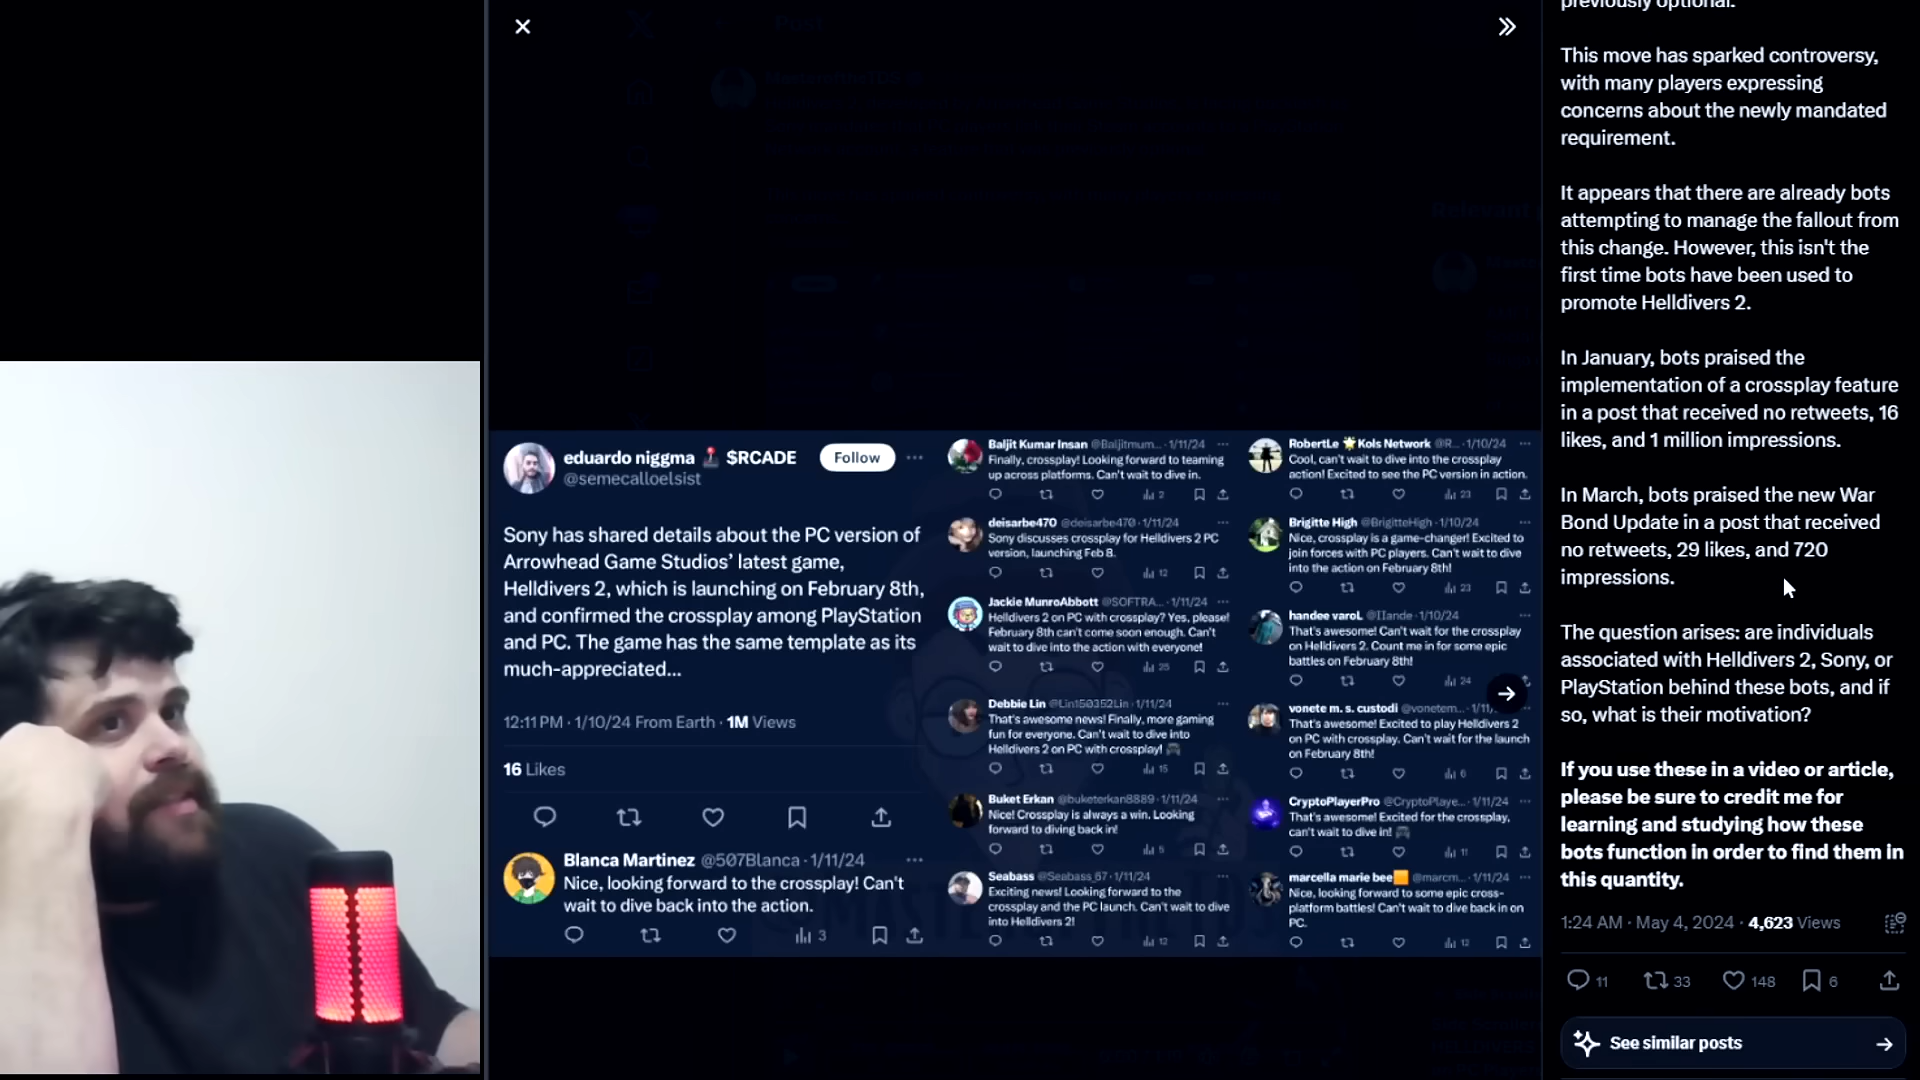 eduardo niggma 🕹️ $RCADE
Follow
@semecalloelsist
Sony has shared details about the PC version of
Arrowhead Game Studios' latest game,
Helldivers 2, which is launching on February 8th,
and confirmed the crossplay among PlayStation
and PC. The game has the same template as its
much-appreciated...
12:11 PM · 1/10/24 From Earth · 1M Views
16 Likes
Blanca Martinez @507Blanca · 1/11/24
Nice, looking forward to the crossplay! Can't
wait to dive back into the action.
3
Baljit Kumar Insan @Baljitmum... · 1/11/24
Finally, crossplay! Looking forward to teaming
up across platforms. Can't wait to dive in.
2
deisarbe470 @deisarbe470 · 1/11/24
Sony discusses crossplay for Helldivers 2 PC
version, launching Feb 8.
12
Jackie MunroAbbott @SOFTRA... · 1/11/24
Helldivers 2 on PC with crossplay? Yes, please!
February 8th can't come soon enough. Can't
wait to dive into the action with everyone!
25
Debbie Lin @Lin150352Lin · 1/11/24
That's awesome news! Finally, more gaming
fun for everyone. Can't wait to dive into
Helldivers 2 on PC with crossplay! 🎮
15
Buket Erkan @buketerkan8889 · 1/11/24
Nice! Crossplay is always a win. Looking
forward to diving back in!
5
Seabass @Seabass_67 · 1/11/24
Exciting news! Looking forward to the
crossplay and the PC launch. Can't wait to dive
into Helldivers 2!
12
RobertLe 🌟Kols Network @R... · 1/10/24
Cool, can't wait to dive into the crossplay
action! Excited to see the PC version in action.
23
Brigitte High @BrigitteHigh · 1/10/24
Nice, crossplay is a game-changer! Excited to
join forces with PC players. Can't wait to dive
into the action on February 8th!
23
handee varoL @IIande · 1/10/24
That's awesome! Can't wait for the crossplay
on Helldivers 2. Count me in for some epic
battles on February 8th!
24
vonete m. s. custodi @vonetem... · 1/11/
That's awesome! Excited to play Helldivers 2
on PC with crossplay. Can't wait for the launch
on February 8th!
6
CryptoPlayerPro @CryptoPlaye... · 1/11/24
That's awesome! Excited for the crossplay,
can't wait to dive in! 🎮
11
marcella marie bee🟧 @marcm... · 1/11/24
Nice, looking forward to some epic cross-
platform battles! Can't wait to dive back in on
PC.
12
previously optional.
This move has sparked controversy,
with many players expressing
concerns about the newly mandated
requirement.
It appears that there are already bots
attempting to manage the fallout from
this change. However, this isn't the
first time bots have been used to
promote Helldivers 2.
In January, bots praised the
implementation of a crossplay feature
in a post that received no retweets, 16
likes, and 1 million impressions.
In March, bots praised the new War
Bond Update in a post that received
no retweets, 29 likes, and 720
impressions.
The question arises: are individuals
associated with Helldivers 2, Sony, or
PlayStation behind these bots, and if
so, what is their motivation?
If you use these in a video or article,
please be sure to credit me for
learning and studying how these
bots function in order to find them in
this quantity.
1:24 AM · May 4, 2024 · 4,623 Views
11 33 148 6
See similar posts